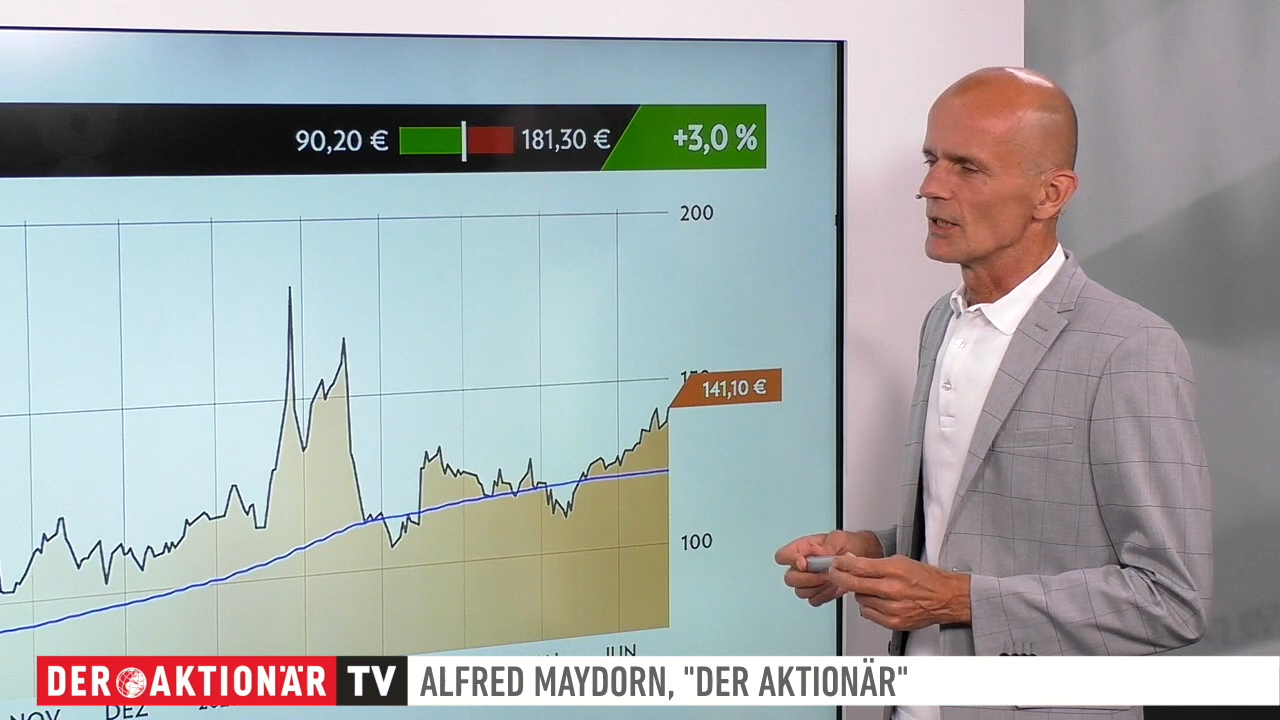 90,20 € 181,30 € +3,0 %
200
141,10 €
100
JUN
NOV DEZ
DER AKTIONÄR TV ALFRED MAYDORN, "DER AKTIONÄR"